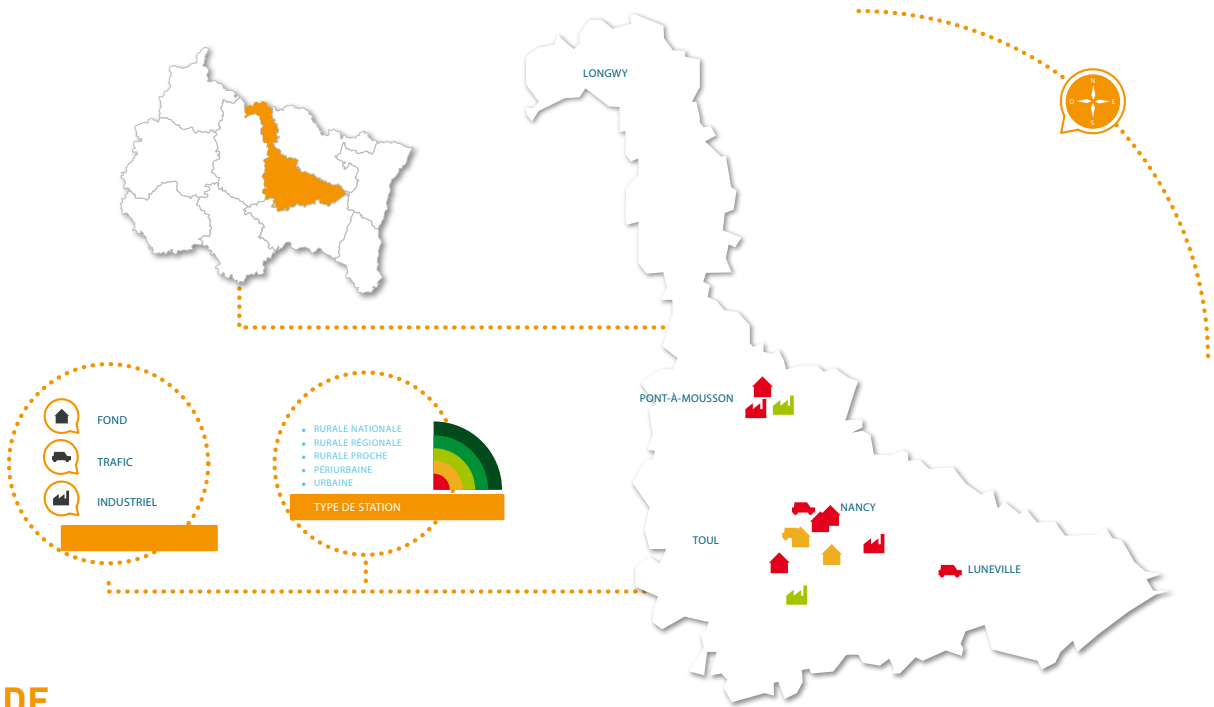 LONGWY
N
O E
S
PONT-À-MOUSSON
FOND
TRAFIC
INDUSTRIEL
• RURALE NATIONALE
• RURALE RÉGIONALE
• RURALE PROCHE
• PÉRIURBAINE
• URBAINE
TYPE DE STATION
NANCY
TOUL
LUNEVILLE
DE